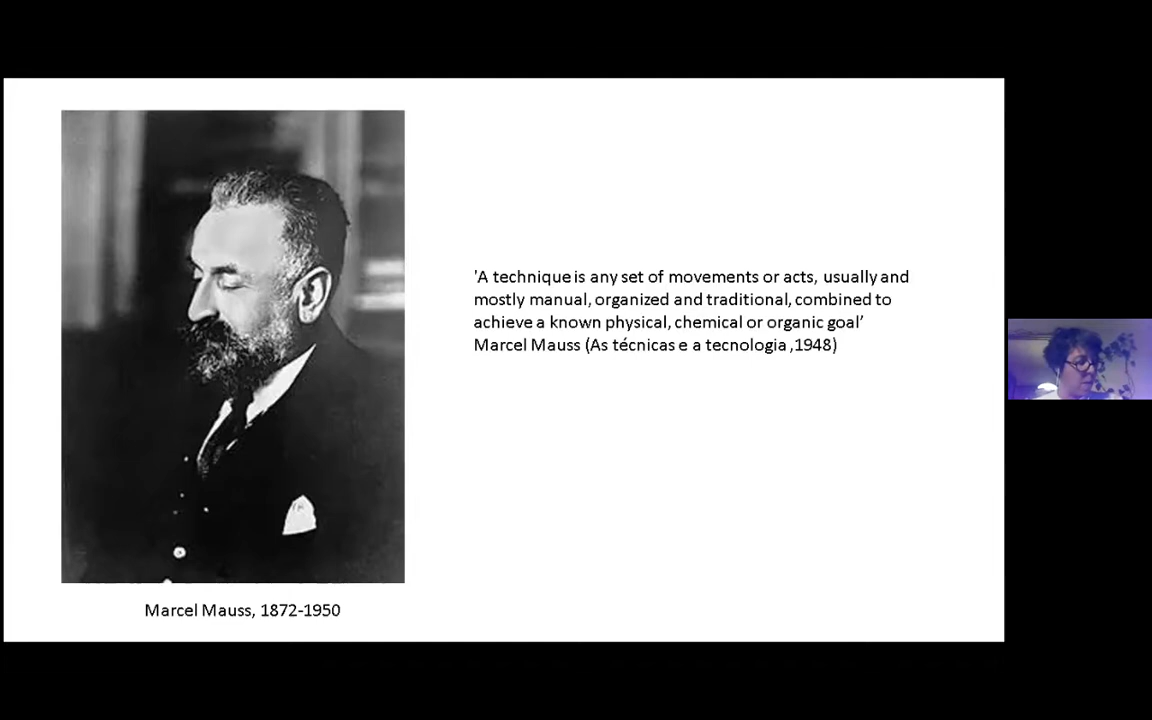 'A technique is any set of movements or acts, usually and
mostly manual, organized and traditional, combined to
achieve a known physical, chemical or organic goal’
Marcel Mauss (As técnicas e a tecnologia ,1948)
Marcel Mauss, 1872-1950